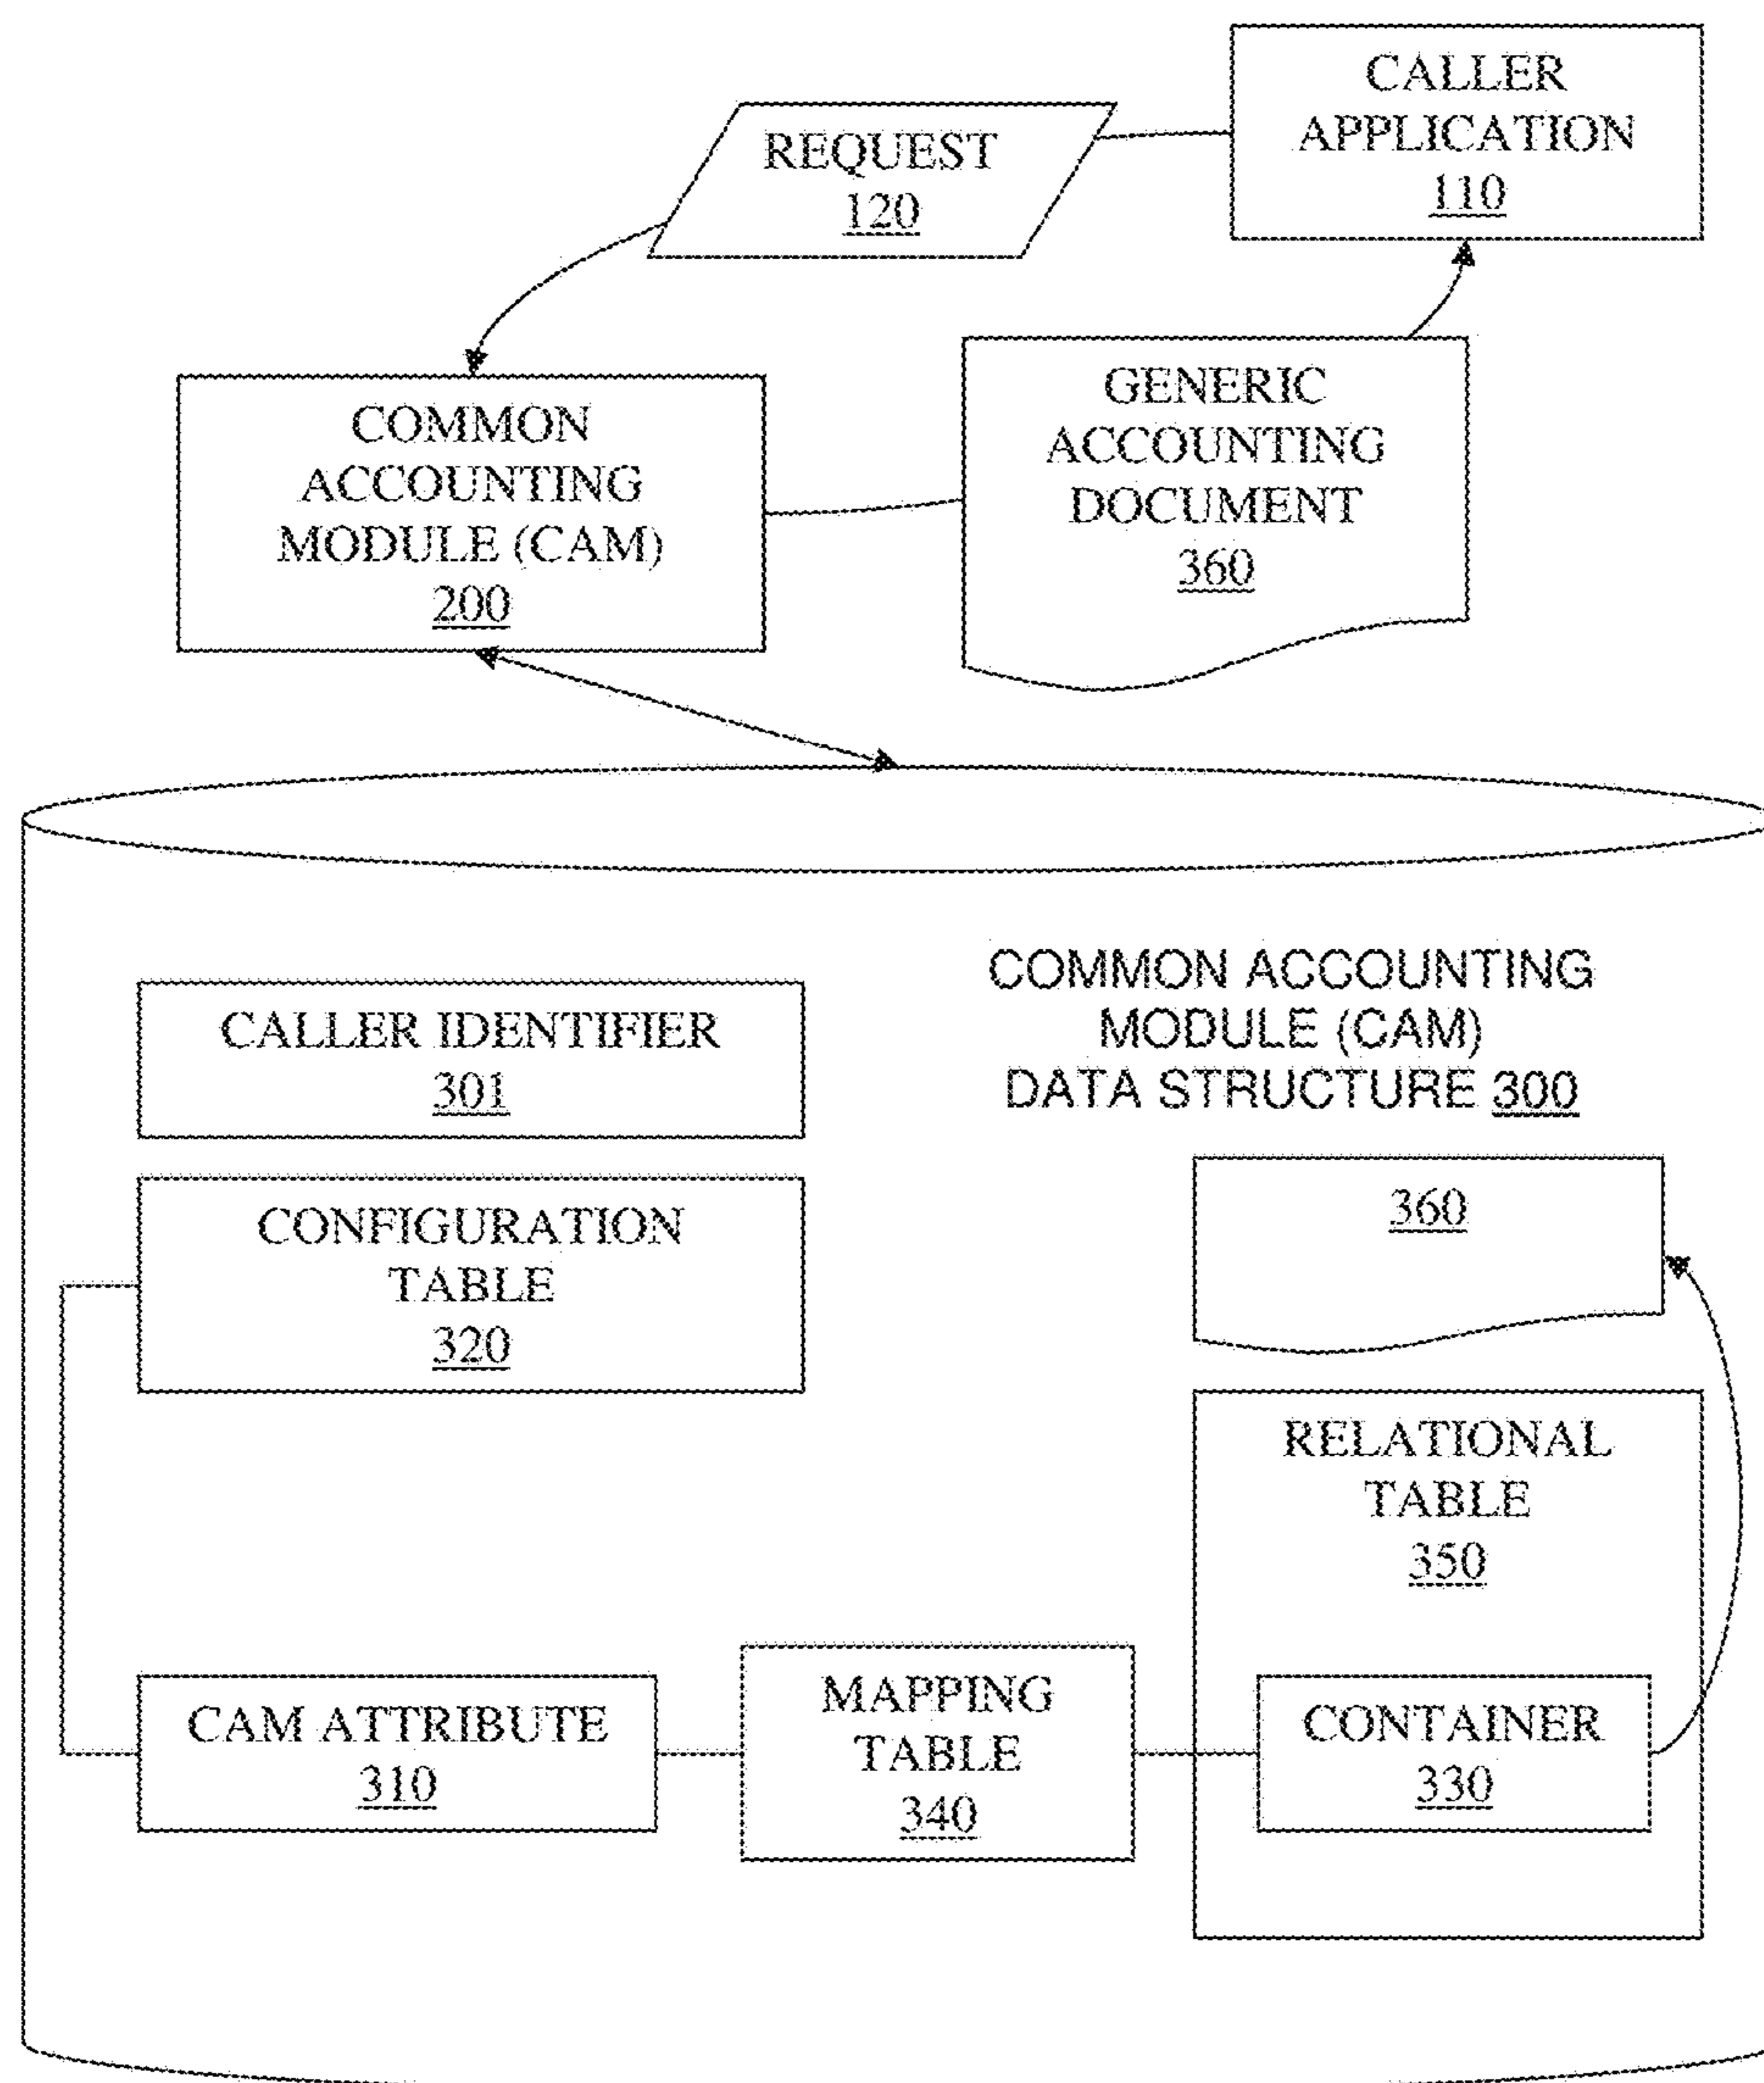 CALLER
APPLICATION
110
REQUEST
120
COMMON
ACCOUNTING
MODULE (CAM)
200
GENERIC
ACCOUNTING
DOCUMENT
360
COMMON ACCOUNTING
MODULE (CAM)
DATA STRUCTURE 300
CALLER IDENTIFIER
301
CONFIGURATION
TABLE
320
360
RELATIONAL
TABLE
350
CAM ATTRIBUTE
310
MAPPING
TABLE
340
CONTAINER
330